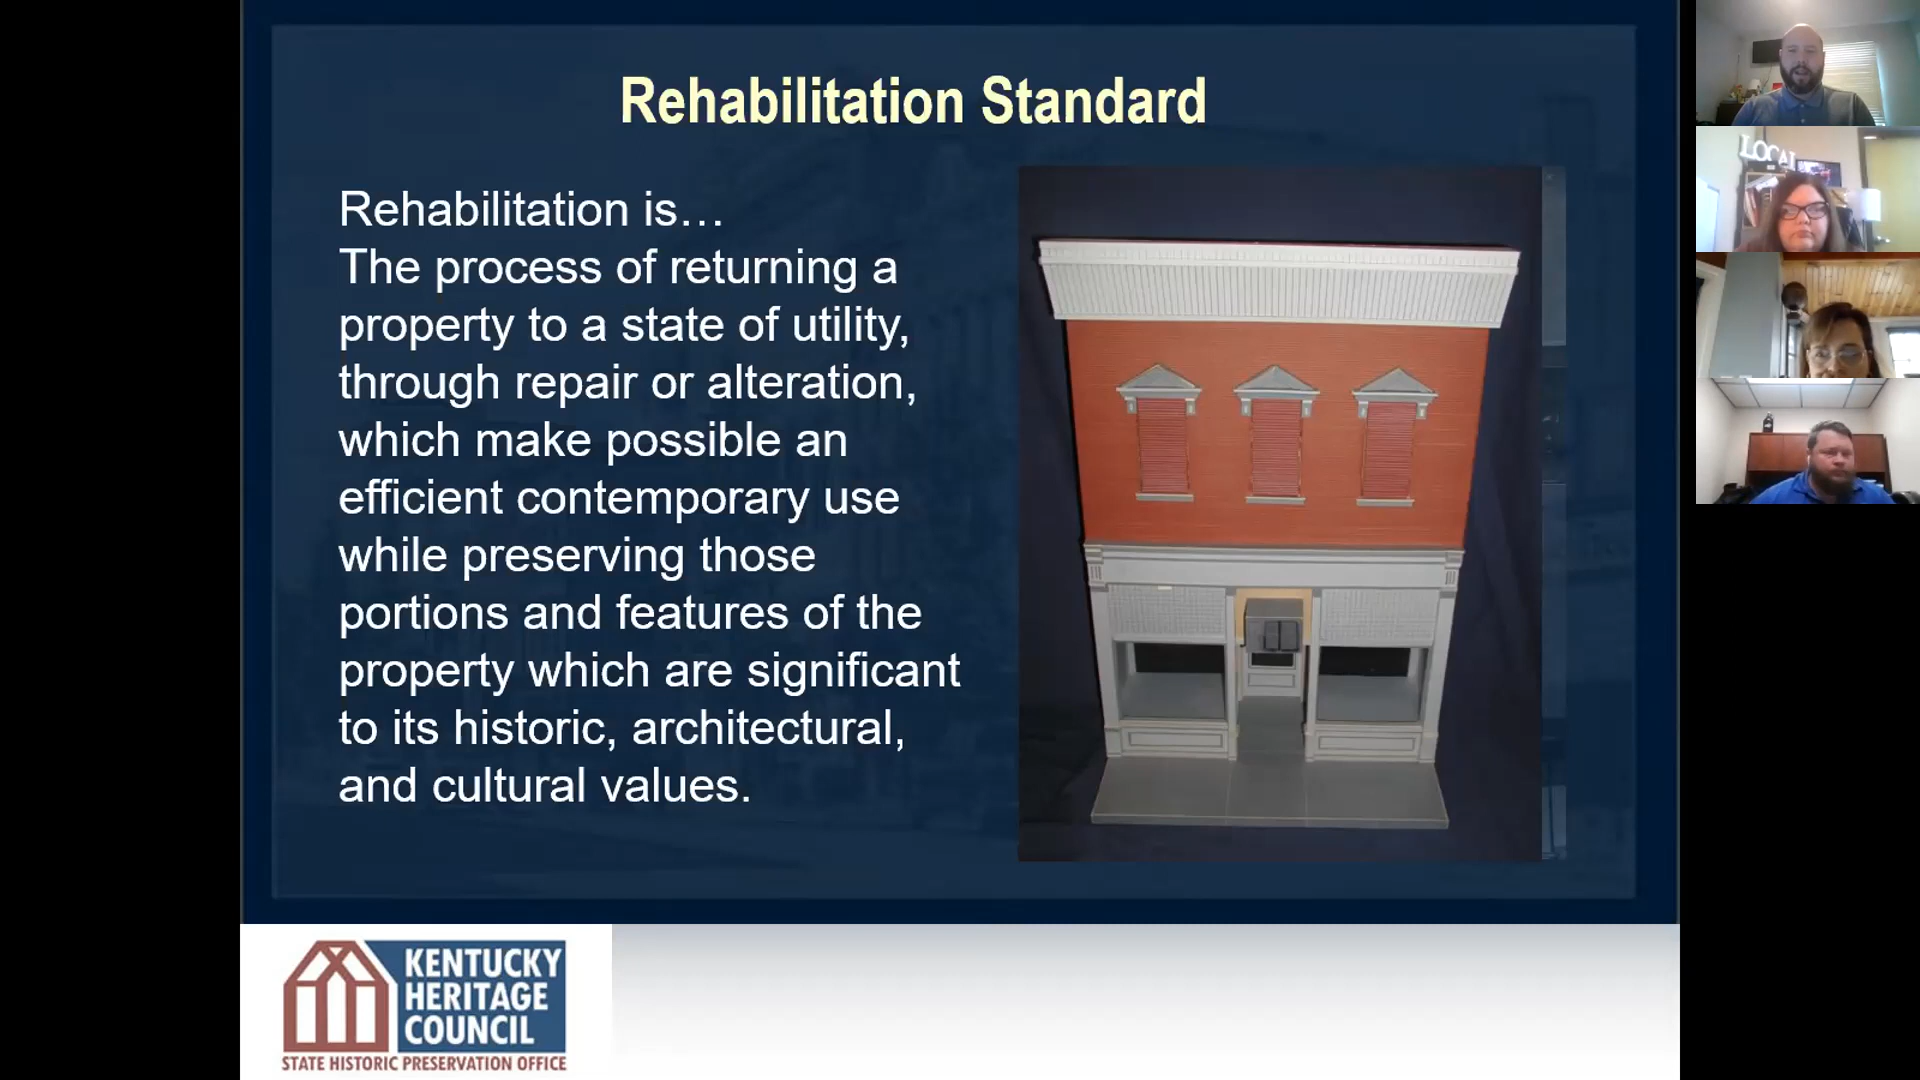 Rehabilitation Standard
Rehabilitation is…
The process of returning a
property to a state of utility,
through repair or alteration,
which make possible an
efficient contemporary use
while preserving those
portions and features of the
property which are significant
to its historic, architectural,
and cultural values.
KENTUCKY
HERITAGE
COUNCIL
STATE HISTORIC PRESERVATION OFFICE
LOCAL